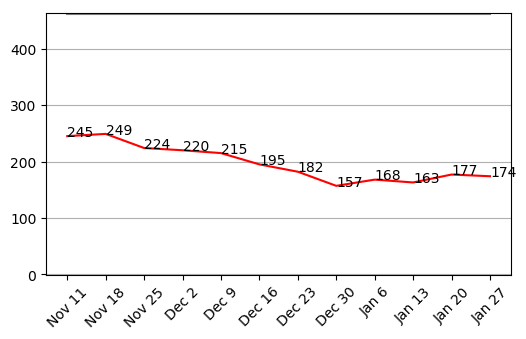 400
300
200
100
0
245
249
224
220
215
195
182
157
168
163
177
174
Nov 11
Nov 18
Nov 25
Dec 2
Dec 9
Dec 16
Dec 23
Dec 30
Jan 6
Jan 13
Jan 20
Jan 27